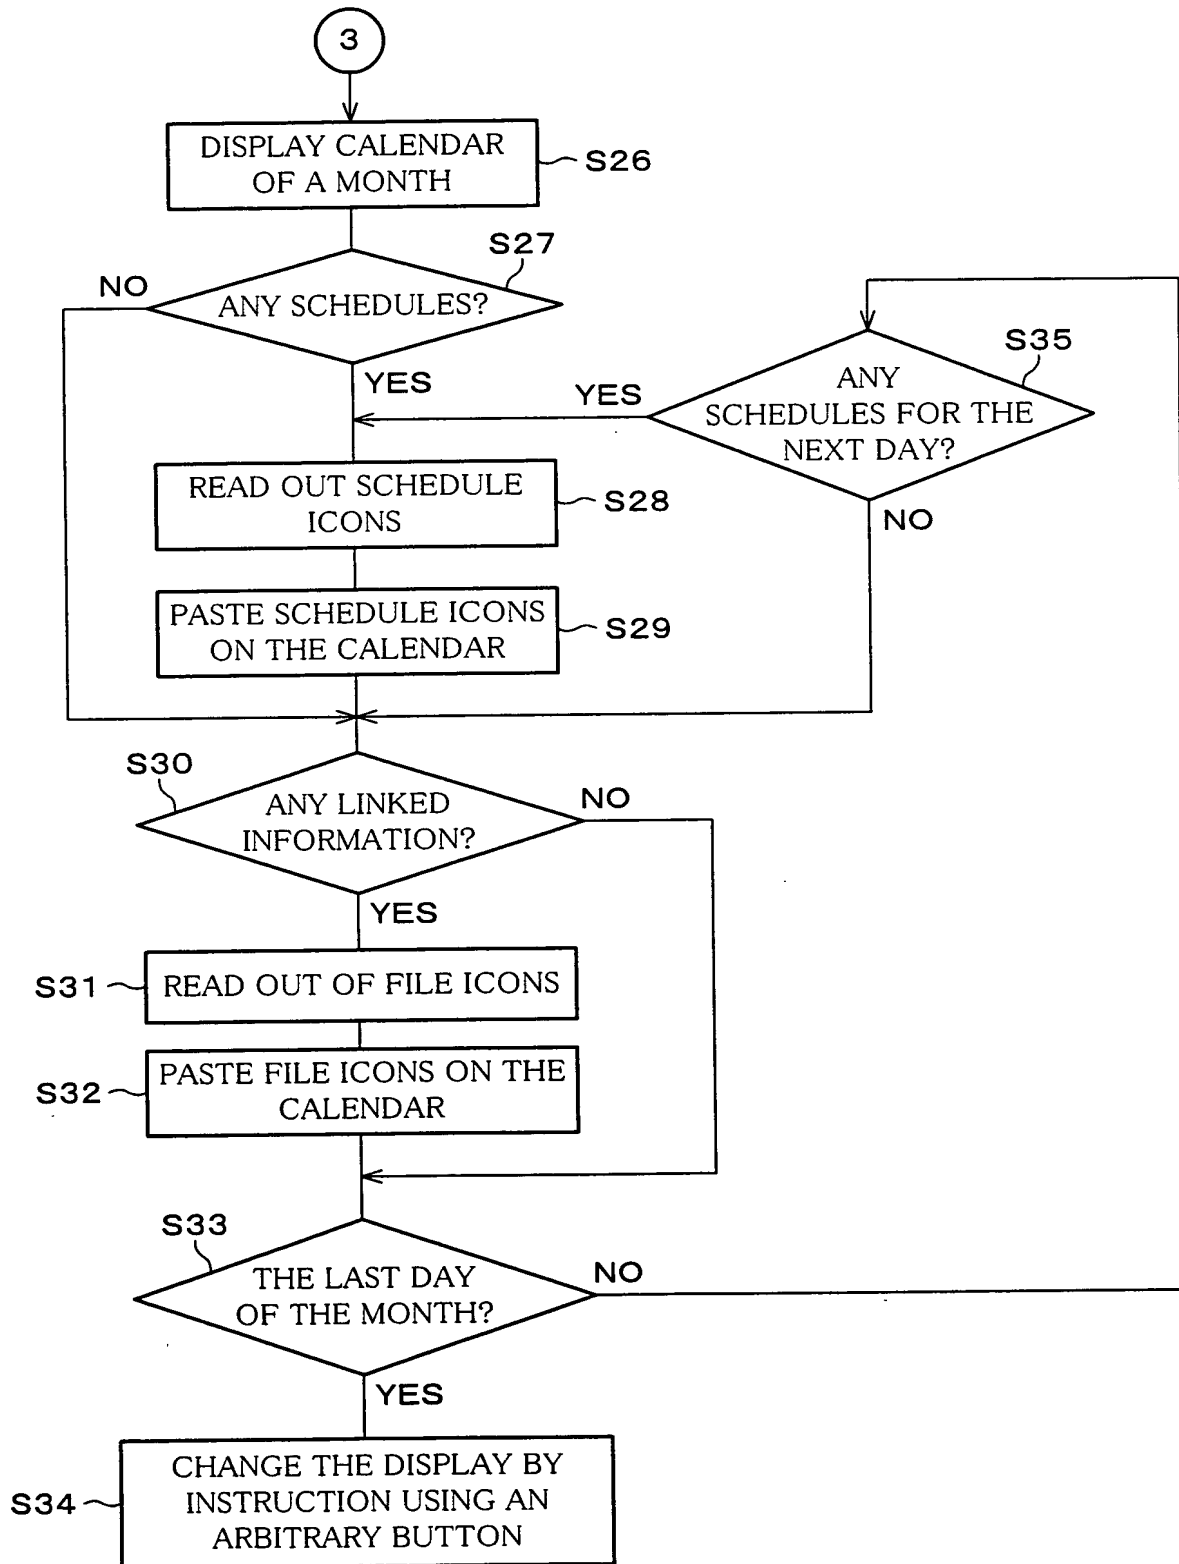 3
DISPLAY CALENDAR
OF A MONTH
S26
S27
NO
ANY SCHEDULES?
YES
S35
YES
ANY
SCHEDULES FOR THE
NEXT DAY?
NO
READ OUT SCHEDULE
ICONS
S28
PASTE SCHEDULE ICONS
ON THE CALENDAR
S29
S30
ANY LINKED
INFORMATION?
NO
YES
S31
READ OUT OF FILE ICONS
S32
PASTE FILE ICONS ON THE
CALENDAR
S33
THE LAST DAY
OF THE MONTH?
NO
YES
S34
CHANGE THE DISPLAY BY
INSTRUCTION USING AN
ARBITRARY BUTTON